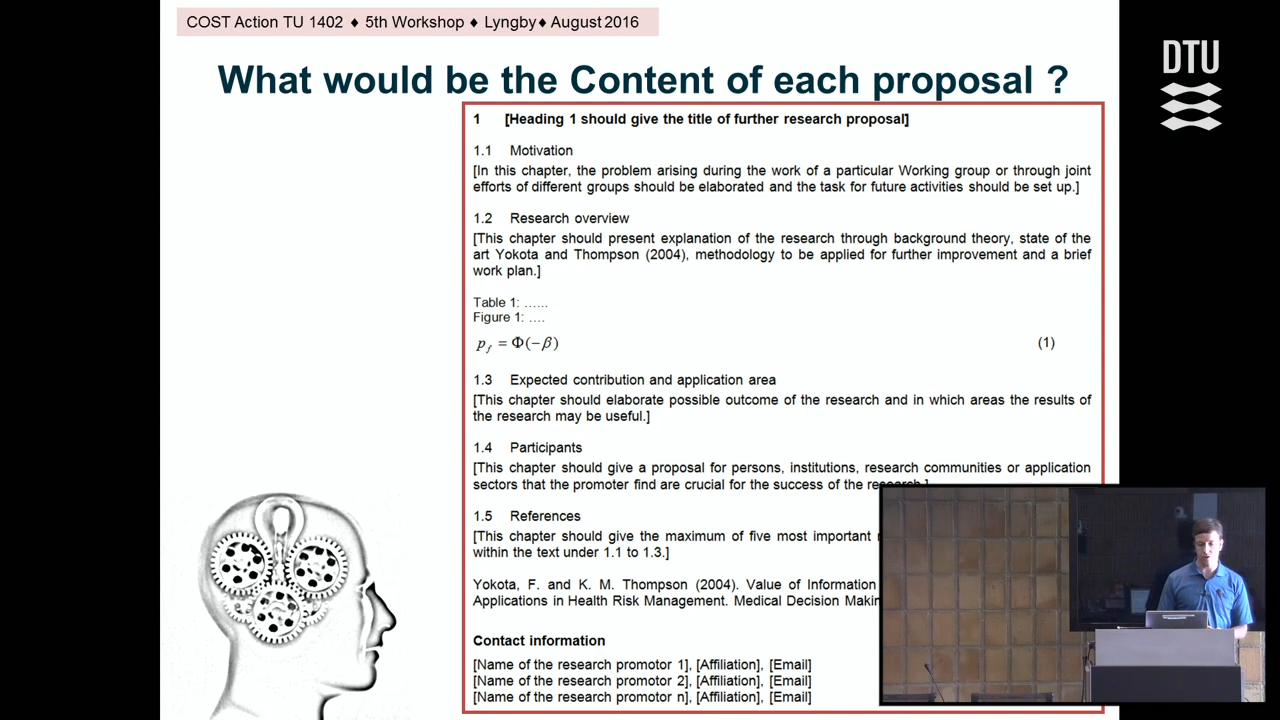 COST Action TU 1402 ♦ 5th Workshop ♦ Lyngby♦ August 2016
DTU
What would be the Content of each proposal ?
1 [Heading 1 should give the title of further research proposal]
1.1 Motivation
[In this chapter, the problem arising during the work of a particular Working group or through joint
efforts of different groups should be elaborated and the task for future activities should be set up.]
1.2 Research overview
[This chapter should present explanation of the research through background theory, state of the
art Yokota and Thompson (2004), methodology to be applied for further improvement and a brief
work plan.]
Table 1: ……
Figure 1: ….
p_f = Φ(−β) (1)
1.3 Expected contribution and application area
[This chapter should elaborate possible outcome of the research and in which areas the results of
the research may be useful.]
1.4 Participants
[This chapter should give a proposal for persons, institutions, research communities or application
sectors that the promoter find are crucial for the success of the
1.5 References
[This chapter should give the maximum of five most important
within the text under 1.1 to 1.3.]
Yokota, F. and K. M. Thompson (2004). Value of Information
Applications in Health Risk Management. Medical Decision
Contact information
[Name of the research promotor 1], [Affiliation], [Email]
[Name of the research promotor 2], [Affiliation], [Email]
[Name of the research promotor n], [Affiliation], [Email]